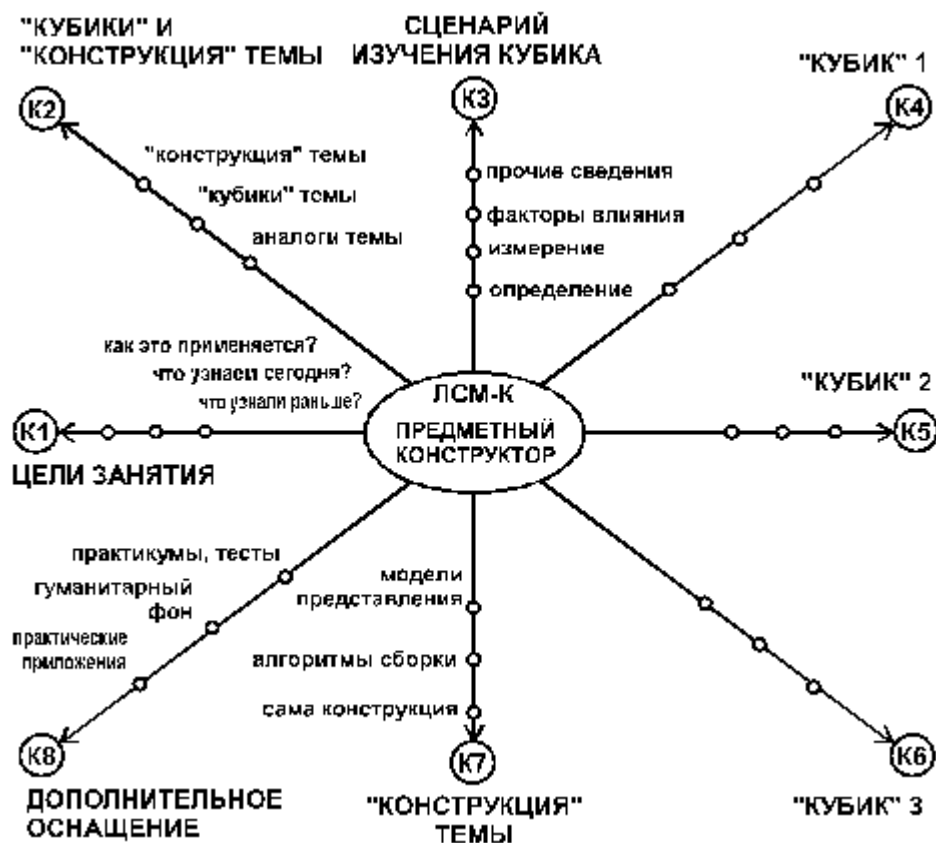 "КУБИКИ" И
"КОНСТРУКЦИЯ" ТЕМЫ
СЦЕНАРИЙ
ИЗУЧЕНИЯ КУБИКА
"КУБИК" 1
К2
К3
К4
"конструкция" темы
"кубики" темы
аналоги темы
прочие сведения
факторы влияния
измерение
определение
как это применяется?
что узнаем сегодня?
что узнали раньше?
ЛСМ-К
ПРЕДМЕТНЫЙ
КОНСТРУКТОР
"КУБИК" 2
К1
К5
ЦЕЛИ ЗАНЯТИЯ
практикумы, тесты
гуманитарный
фон
практические
приложения
модели
представления
алгоритмы сборки
сама конструкция
К8
К7
К6
ДОПОЛНИТЕЛЬНОЕ
ОСНАЩЕНИЕ
"КОНСТРУКЦИЯ"
ТЕМЫ
"КУБИК" 3